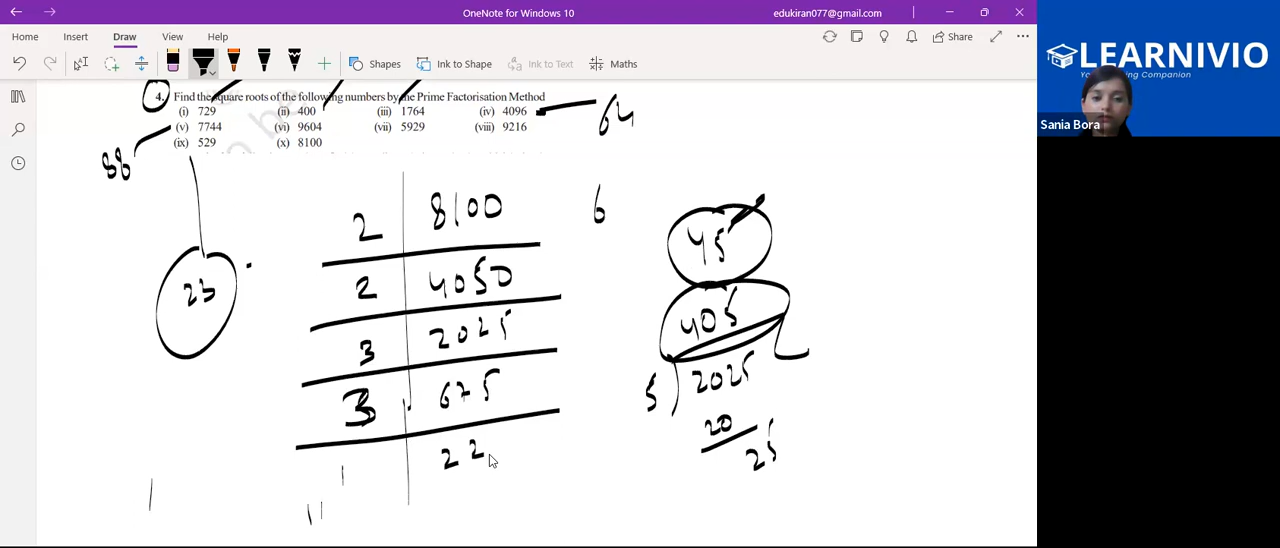 OneNote for Windows 10
edukiran077@gmail.com
Home Insert Draw View Help
Share
Shapes
Ink to Shape
Ink to Text
Maths
4. Find the square roots of the following numbers by the Prime Factorisation Method
(i) 729 (ii) 400 (iii) 1764 (iv) 4096
(v) 7744 (vi) 9604 (vii) 5929 (viii) 9216
(ix) 529 (x) 8100
64
88
23
2 8100
2 4050
3 2025
3 675
22
6
45
405
5 2025
20
25
LEARNIVIO
Sania Bora